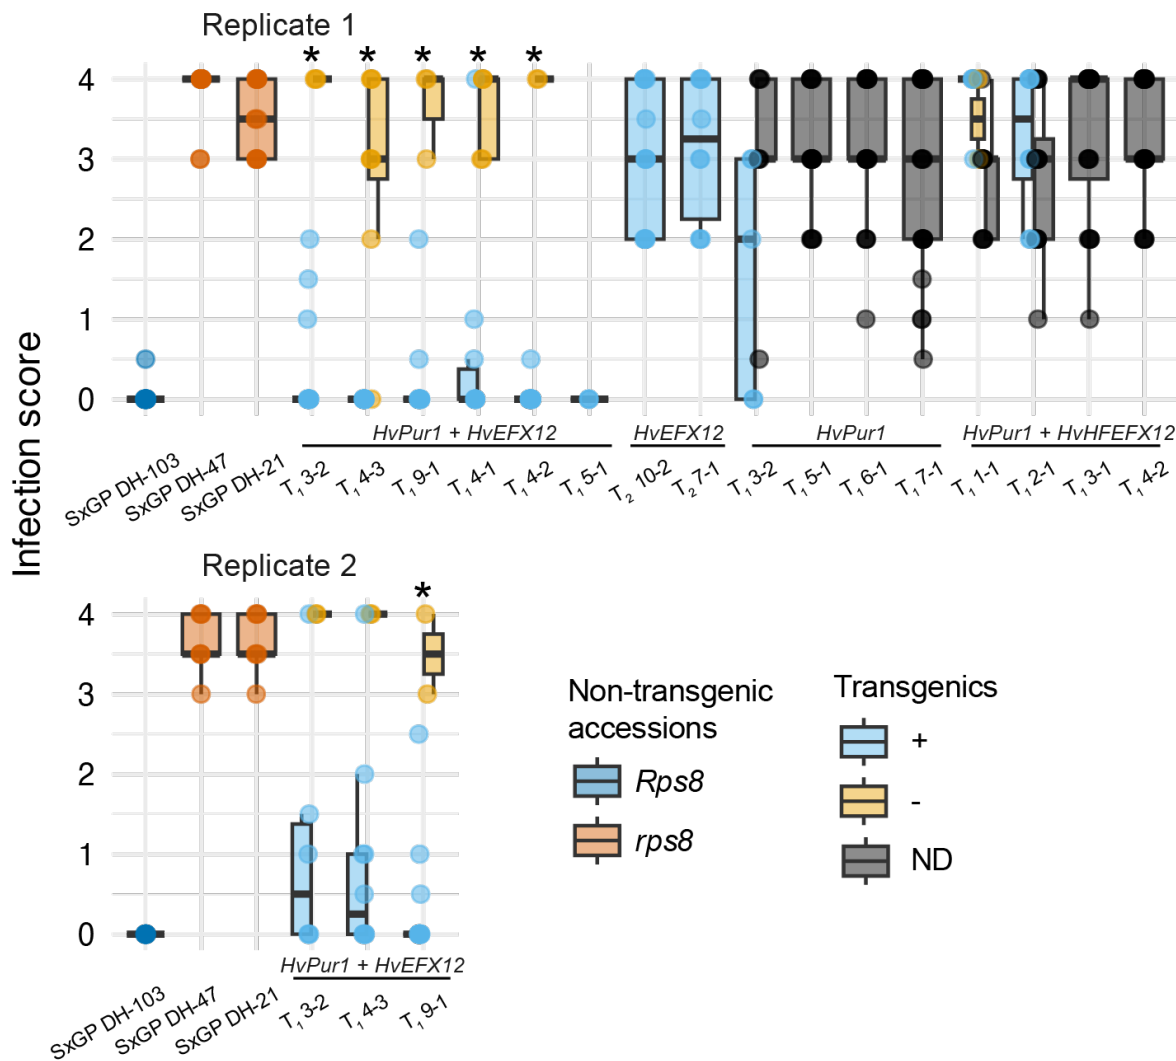 Replicate 1
* * * * *
4
3
2
1
0
Infection score
HvPur1 + HvEFX12 HvEFX12 HvPur1 HvPur1 + HvHFEFX12
SxGP DH-103 SxGP DH-47 SxGP DH-21 T1 3-2 T1 4-3 T1 9-1 T1 4-1 T1 4-2 T1 5-1 T2 10-2 T2 7-1 T1 3-2 T1 5-1 T1 6-1 T1 7-1 T1 1-1 T1 2-1 T1 3-1 T1 4-2
Replicate 2
*
4
3
2
1
0
HvPur1 + HvEFX12
SxGP DH-103 SxGP DH-47 SxGP DH-21 T1 3-2 T1 4-3 T1 9-1
Non-transgenic
accessions
Rps8
rps8
Transgenics
+
-
ND